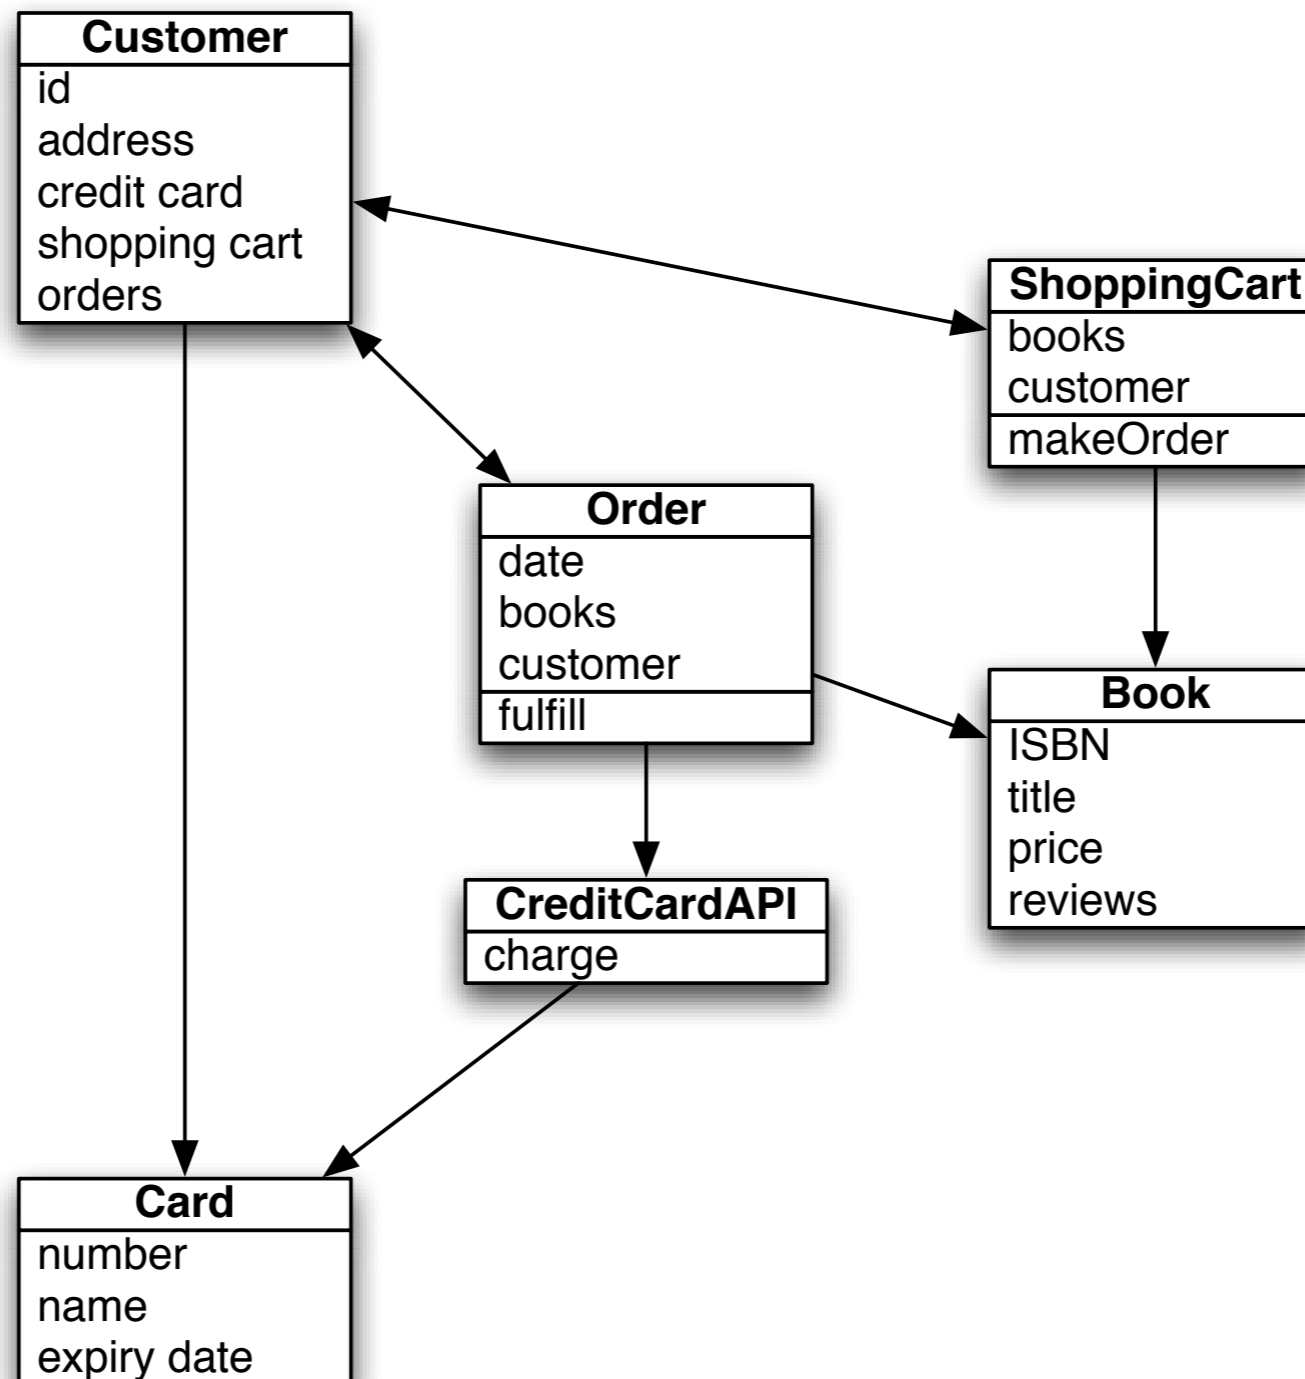 Customer
id
address
credit card
shopping cart
orders
ShoppingCart
books
customer
makeOrder
Order
date
books
customer
fulfill
Book
ISBN
title
price
reviews
CreditCardAPI
charge
Card
number
name
expiry date